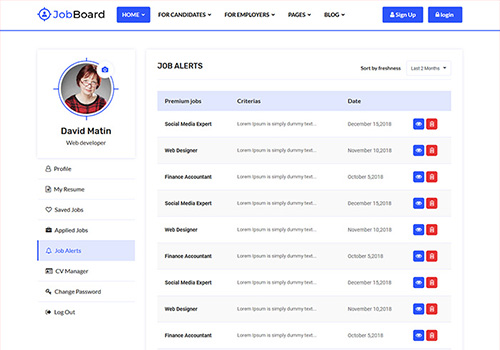 JobBoard
HOME
FOR CANDIDATES
FOR EMPLOYERS
PAGES
BLOG
Sign Up
login
David Matin
Web developer
Profile
My Resume
Saved Jobs
Applied Jobs
Job Alerts
CV Manager
Change Password
Log Out
JOB ALERTS
Sort by freshness
Last 2 Months
Premium jobs Criterias Date
Social Media Expert Lorem Ipsum is simply dummy text... December 15,2018
Web Designer Lorem Ipsum is simply dummy text... November 10,2018
Finance Accountant Lorem Ipsum is simply dummy text... October 5,2018
Social Media Expert Lorem Ipsum is simply dummy text... December 15,2018
Web Designer Lorem Ipsum is simply dummy text... November 10,2018
Finance Accountant Lorem Ipsum is simply dummy text... October 5,2018
Social Media Expert Lorem Ipsum is simply dummy text... December 15,2018
Web Designer Lorem Ipsum is simply dummy text... November 10,2018
Finance Accountant Lorem Ipsum is simply dummy text... October 5,2018